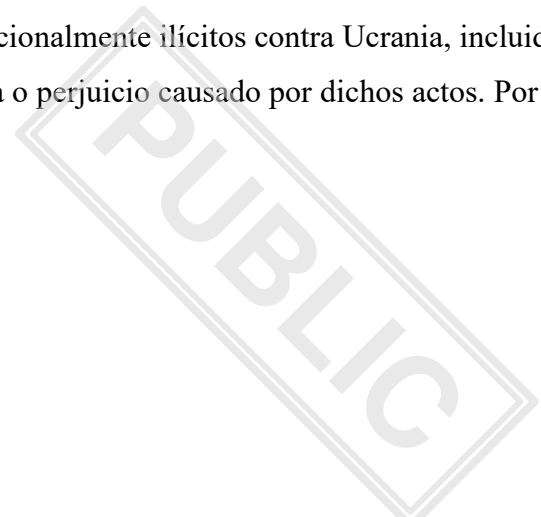 cionalmente ilícitos contra Ucrania, incluid
a o perjuicio causado por dichos actos. Por
PUBLIC